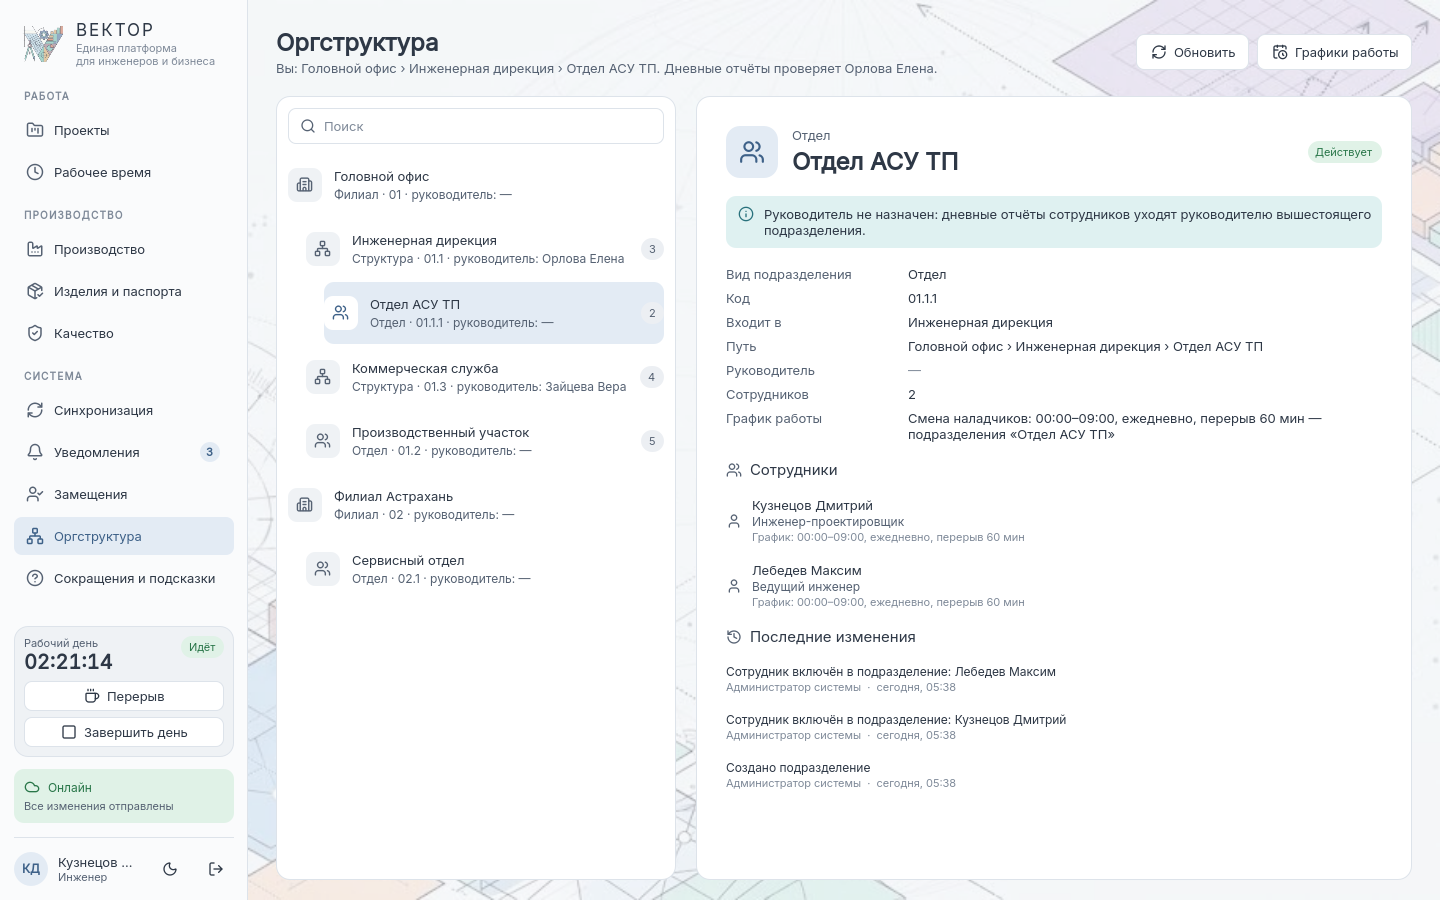 ВЕКТОР
Единая платформа
для инженеров и бизнеса
РАБОТА
Проекты
Рабочее время
ПРОИЗВОДСТВО
Производство
Изделия и паспорта
Качество
СИСТЕМА
Синхронизация
Уведомления 3
Замещения
Оргструктура
Сокращения и подсказки
Рабочий день
Идёт
02:21:14
Перерыв
Завершить день
Онлайн
Все изменения отправлены
КД
Кузнецов ...
Инженер
Оргструктура
Вы: Головной офис › Инженерная дирекция › Отдел АСУ ТП. Дневные отчёты проверяет Орлова Елена.
Обновить
Графики работы
Поиск
Головной офис
Филиал · 01 · руководитель: —
Инженерная дирекция
Структура · 01.1 · руководитель: Орлова Елена
3
Отдел АСУ ТП
Отдел · 01.1.1 · руководитель: —
2
Коммерческая служба
Структура · 01.3 · руководитель: Зайцева Вера
4
Производственный участок
Отдел · 01.2 · руководитель: —
5
Филиал Астрахань
Филиал · 02 · руководитель: —
Сервисный отдел
Отдел · 02.1 · руководитель: —
Отдел
Отдел АСУ ТП
Действует
Руководитель не назначен: дневные отчёты сотрудников уходят руководителю вышестоящего
подразделения.
Вид подразделения Отдел
Код 01.1.1
Входит в Инженерная дирекция
Путь Головной офис › Инженерная дирекция › Отдел АСУ ТП
Руководитель —
Сотрудников 2
График работы Смена наладчиков: 00:00–09:00, ежедневно, перерыв 60 мин —
подразделения «Отдел АСУ ТП»
Сотрудники
Кузнецов Дмитрий
Инженер-проектировщик
График: 00:00–09:00, ежедневно, перерыв 60 мин
Лебедев Максим
Ведущий инженер
График: 00:00–09:00, ежедневно, перерыв 60 мин
Последние изменения
Сотрудник включён в подразделение: Лебедев Максим
Администратор системы · сегодня, 05:38
Сотрудник включён в подразделение: Кузнецов Дмитрий
Администратор системы · сегодня, 05:38
Создано подразделение
Администратор системы · сегодня, 05:38